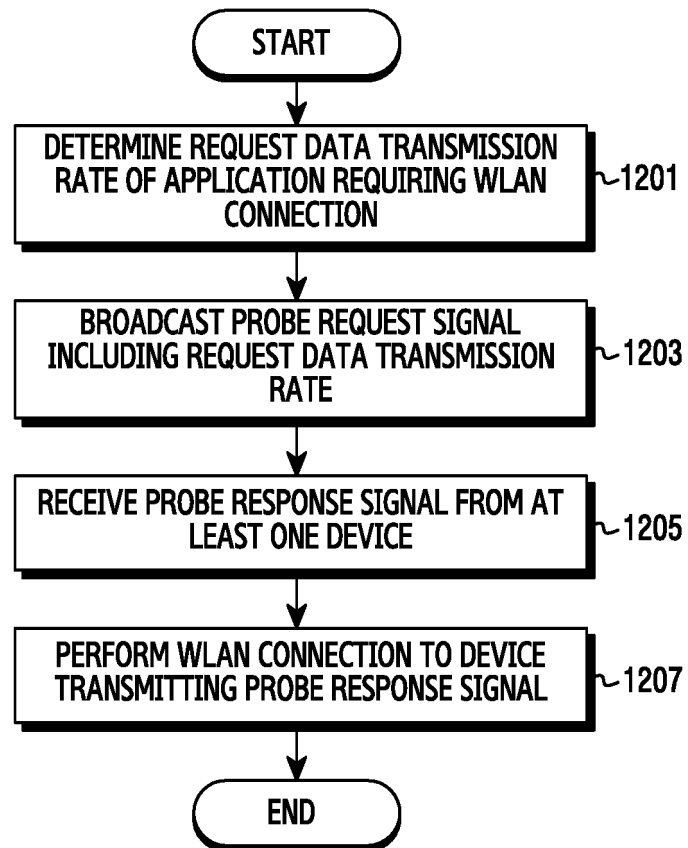 START
DETERMINE REQUEST DATA TRANSMISSION
RATE OF APPLICATION REQUIRING WLAN
CONNECTION
1201
BROADCAST PROBE REQUEST SIGNAL
INCLUDING REQUEST DATA TRANSMISSION
RATE
1203
RECEIVE PROBE RESPONSE SIGNAL FROM AT
LEAST ONE DEVICE
1205
PERFORM WLAN CONNECTION TO DEVICE
TRANSMITTING PROBE RESPONSE SIGNAL
1207
END